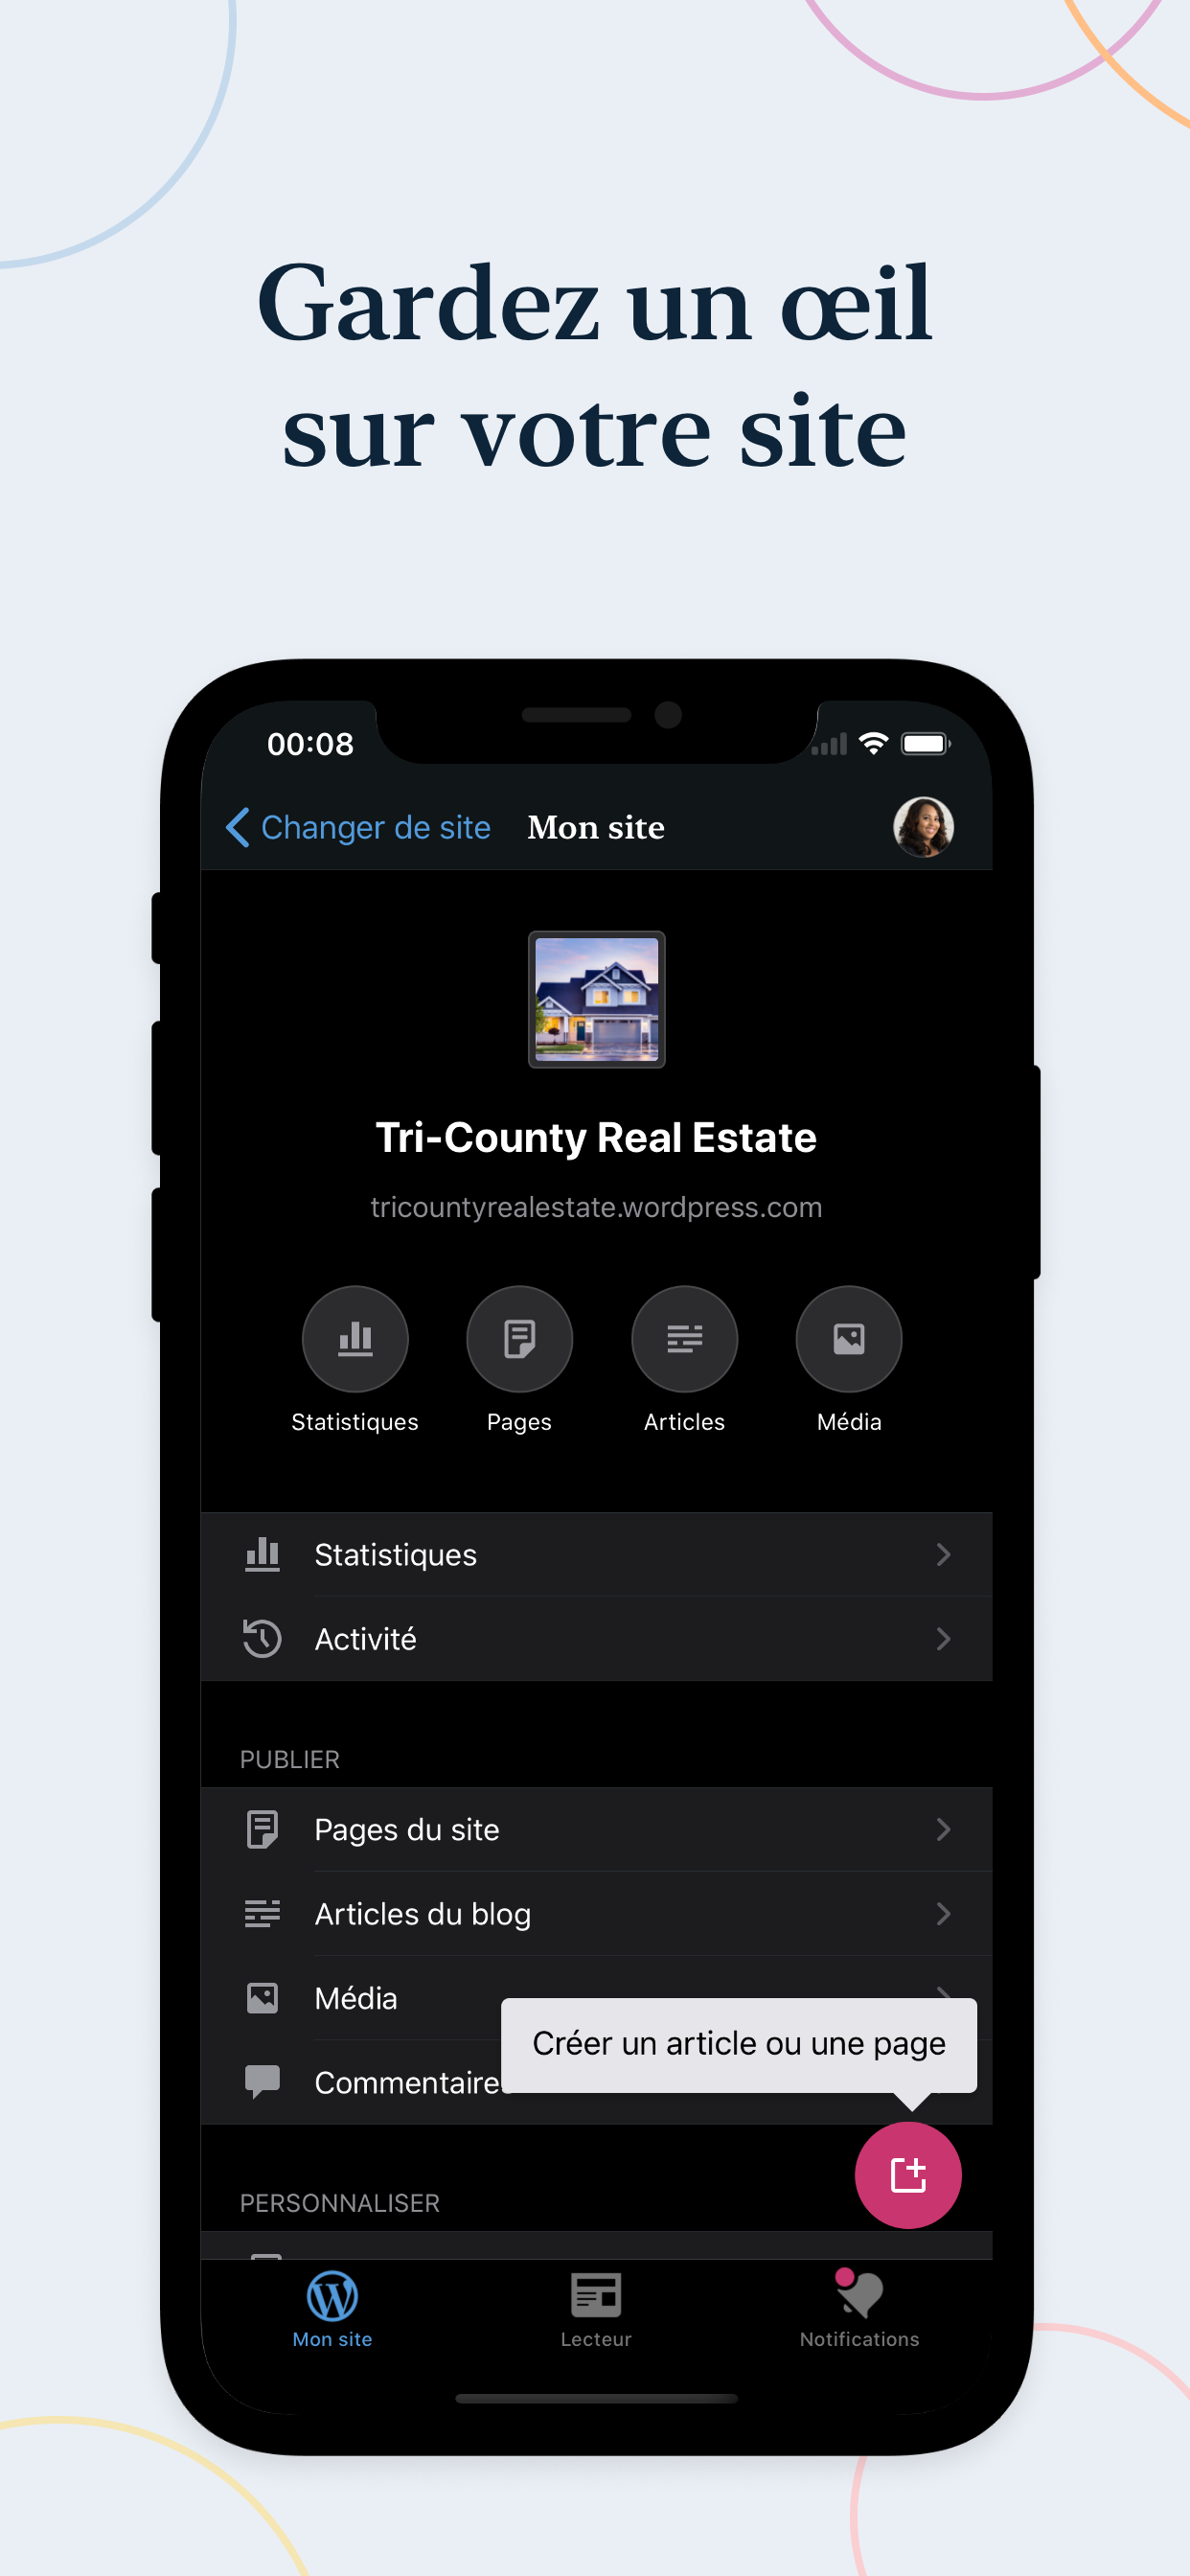 Gardez un œil
sur votre site
00:08
Changer de site
Mon site
Tri-County Real Estate
tricountyrealestate.wordpress.com
Statistiques
Pages
Articles
Média
Statistiques
Activité
PUBLIER
Pages du site
Articles du blog
Média
Créer un article ou une page
Commentaire
PERSONNALISER
Mon site
Lecteur
Notifications